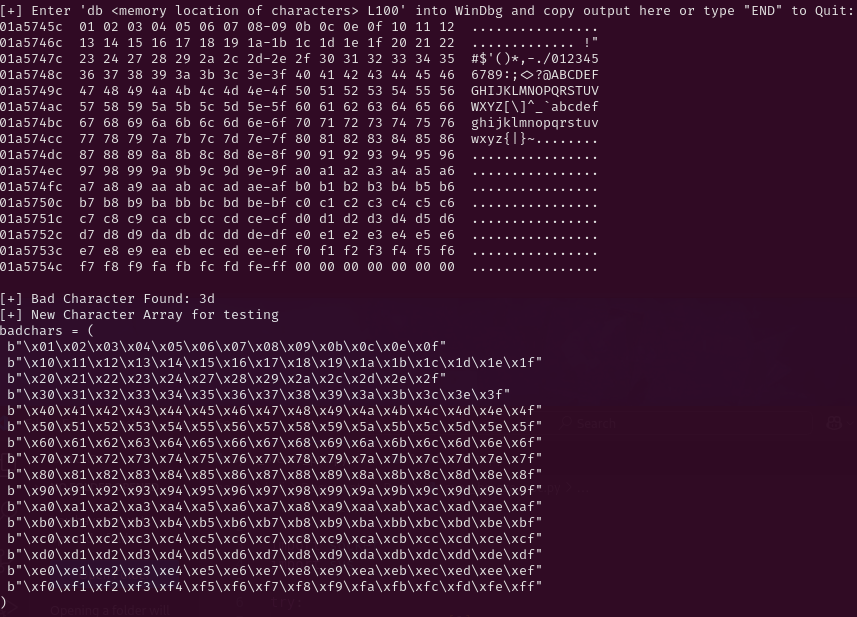 [+] Enter 'db <memory location of characters> L100' into WinDbg and copy output here or type "END" to Quit:
01a5745c  01 02 03 04 05 06 07 08-09 0b 0c 0e 0f 10 11 12  ................
01a5746c  13 14 15 16 17 18 19 1a-1b 1c 1d 1e 1f 20 21 22  ............. !"
01a5747c  23 24 27 28 29 2a 2c 2d-2e 2f 30 31 32 33 34 35  #$'()*,-./012345
01a5748c  36 37 38 39 3a 3b 3c 3e-3f 40 41 42 43 44 45 46  6789:;<>?@ABCDEF
01a5749c  47 48 49 4a 4b 4c 4d 4e-4f 50 51 52 53 54 55 56  GHIJKLMNOPQRSTUV
01a574ac  57 58 59 5a 5b 5c 5d 5e-5f 60 61 62 63 64 65 66  WXYZ[\]^_`abcdef
01a574bc  67 68 69 6a 6b 6c 6d 6e-6f 70 71 72 73 74 75 76  ghijklmnopqrstuv
01a574cc  77 78 79 7a 7b 7c 7d 7e-7f 80 81 82 83 84 85 86  wxyz{|}~........
01a574dc  87 88 89 8a 8b 8c 8d 8e-8f 90 91 92 93 94 95 96  ................
01a574ec  97 98 99 9a 9b 9c 9d 9e-9f a0 a1 a2 a3 a4 a5 a6  ................
01a574fc  a7 a8 a9 aa ab ac ad ae-af b0 b1 b2 b3 b4 b5 b6  ................
01a5750c  b7 b8 b9 ba bb bc bd be-bf c0 c1 c2 c3 c4 c5 c6  ................
01a5751c  c7 c8 c9 ca cb cc cd ce-cf d0 d1 d2 d3 d4 d5 d6  ................
01a5752c  d7 d8 d9 da db dc dd de-df e0 e1 e2 e3 e4 e5 e6  ................
01a5753c  e7 e8 e9 ea eb ec ed ee-ef f0 f1 f2 f3 f4 f5 f6  ................
01a5754c  f7 f8 f9 fa fb fc fd fe-ff 00 00 00 00 00 00 00  ................
[+] Bad Character Found: 3d
[+] New Character Array for testing
badchars = (
 b"\x01\x02\x03\x04\x05\x06\x07\x08\x09\x0b\x0c\x0e\x0f"
 b"\x10\x11\x12\x13\x14\x15\x16\x17\x18\x19\x1a\x1b\x1c\x1d\x1e\x1f"
 b"\x20\x21\x22\x23\x24\x27\x28\x29\x2a\x2c\x2d\x2e\x2f"
 b"\x30\x31\x32\x33\x34\x35\x36\x37\x38\x39\x3a\x3b\x3c\x3e\x3f"
 b"\x40\x41\x42\x43\x44\x45\x46\x47\x48\x49\x4a\x4b\x4c\x4d\x4e\x4f"
 b"\x50\x51\x52\x53\x54\x55\x56\x57\x58\x59\x5a\x5b\x5c\x5d\x5e\x5f"
 b"\x60\x61\x62\x63\x64\x65\x66\x67\x68\x69\x6a\x6b\x6c\x6d\x6e\x6f"
 b"\x70\x71\x72\x73\x74\x75\x76\x77\x78\x79\x7a\x7b\x7c\x7d\x7e\x7f"
 b"\x80\x81\x82\x83\x84\x85\x86\x87\x88\x89\x8a\x8b\x8c\x8d\x8e\x8f"
 b"\x90\x91\x92\x93\x94\x95\x96\x97\x98\x99\x9a\x9b\x9c\x9d\x9e\x9f"
 b"\xa0\xa1\xa2\xa3\xa4\xa5\xa6\xa7\xa8\xa9\xaa\xab\xac\xad\xae\xaf"
 b"\xb0\xb1\xb2\xb3\xb4\xb5\xb6\xb7\xb8\xb9\xba\xbb\xbc\xbd\xbe\xbf"
 b"\xc0\xc1\xc2\xc3\xc4\xc5\xc6\xc7\xc8\xc9\xca\xcb\xcc\xcd\xce\xcf"
 b"\xd0\xd1\xd2\xd3\xd4\xd5\xd6\xd7\xd8\xd9\xda\xdb\xdc\xdd\xde\xdf"
 b"\xe0\xe1\xe2\xe3\xe4\xe5\xe6\xe7\xe8\xe9\xea\xeb\xec\xed\xee\xef"
 b"\xf0\xf1\xf2\xf3\xf4\xf5\xf6\xf7\xf8\xf9\xfa\xfb\xfc\xfd\xfe\xff"
)
Opening a folder will